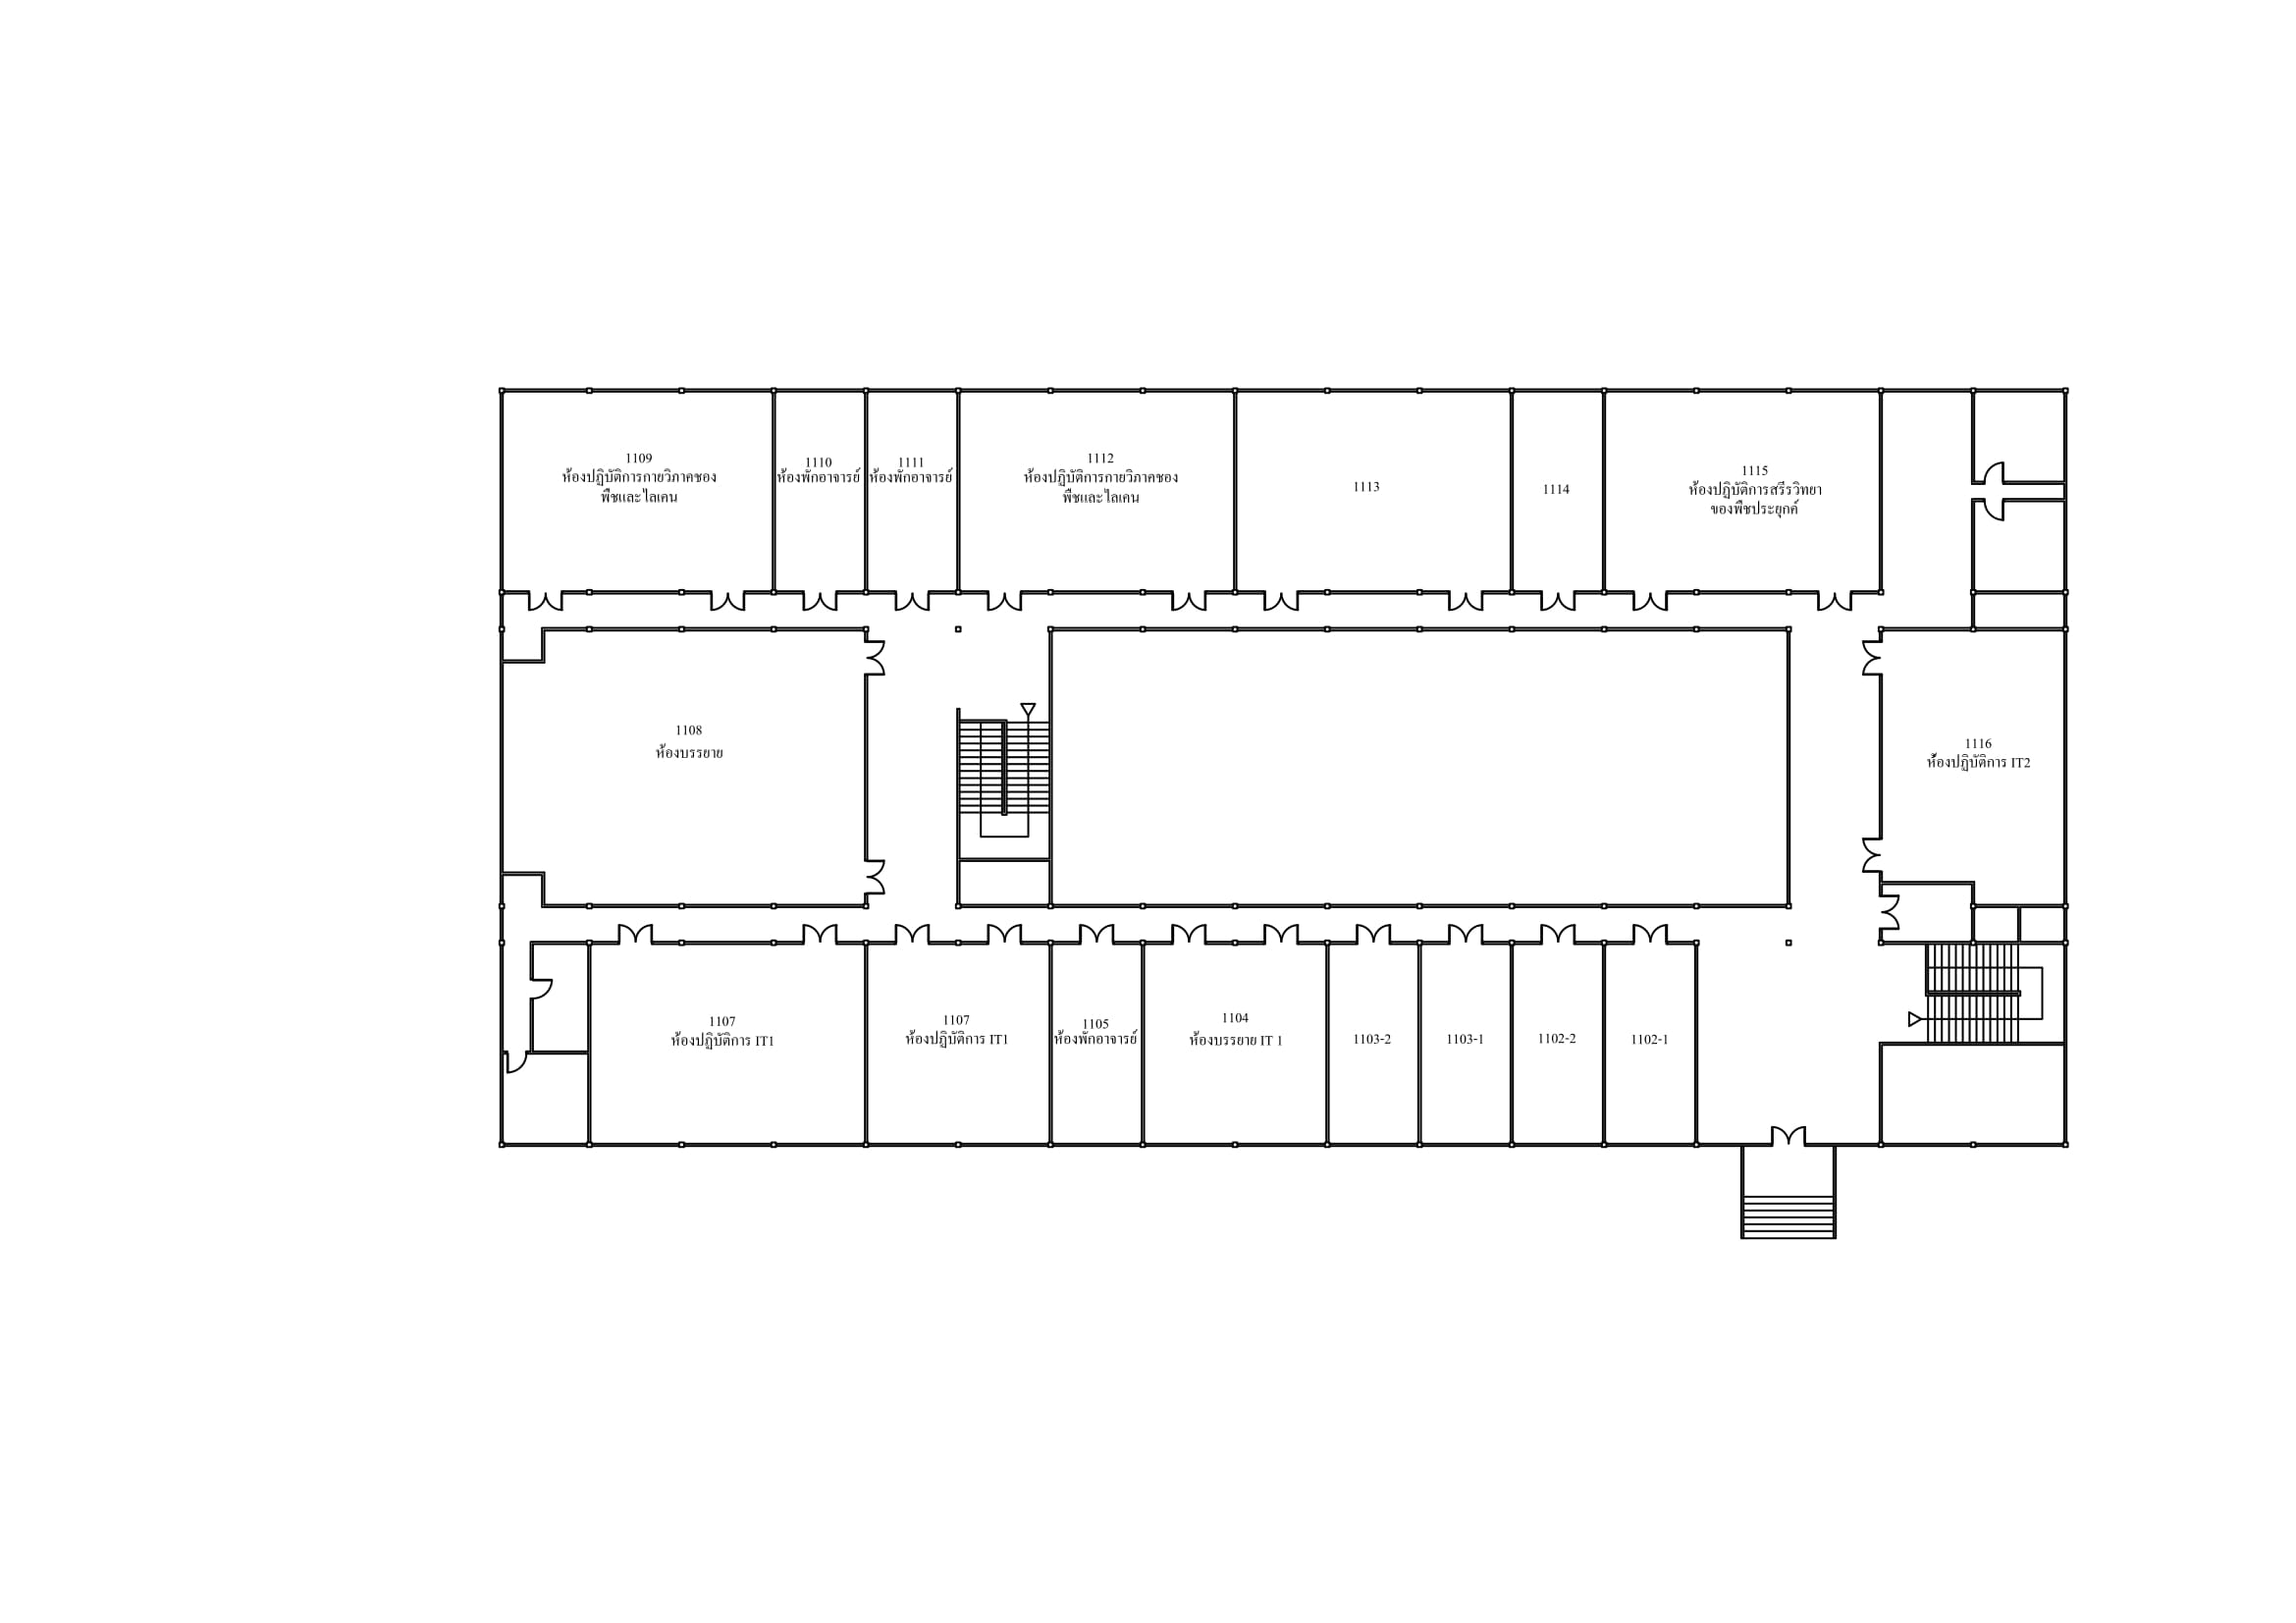 1109
ห้องปฏิบัติการกายวิภาคชอง
พืชและไลเคน
1110
ห้องพักอาจารย์
1111
ห้องพักอาจารย์
1112
ห้องปฏิบัติการกายวิภาคชอง
พืชและไลเคน
1113
1114
1115
ห้องปฏิบัติการสรีรวิทยา
ของพืชประยุกค์
1108
ห้องบรรยาย
1116
ห้องปฏิบัติการ IT2
1107
ห้องปฏิบัติการ IT1
1107
ห้องปฏิบัติการ IT1
1105
ห้องพักอาจารย์
1104
ห้องบรรยาย IT 1
1103-2
1103-1
1102-2
1102-1